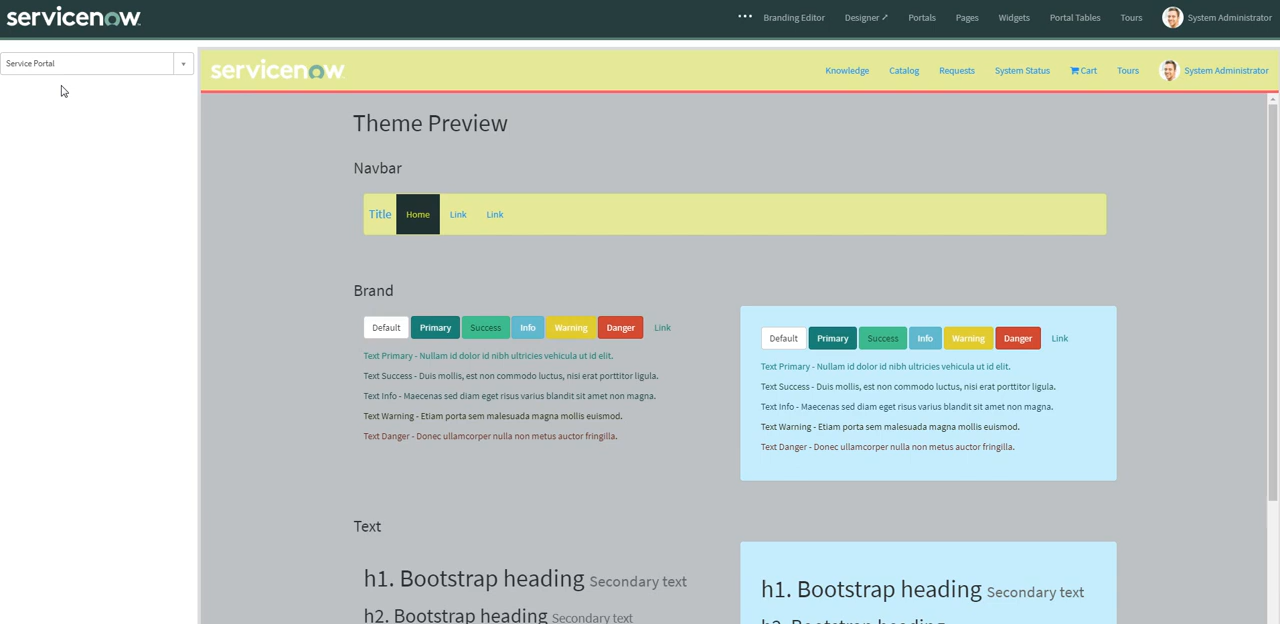 servicenow
... Branding Editor Designer Portals Pages Widgets Portal Tables Tours System Administrator
Service Portal
servicenow
Knowledge Catalog Requests System Status Cart Tours System Administrator
Theme Preview
Navbar
Title Home Link Link
Brand
Default Primary Success Info Warning Danger Link
Text Primary - Nullam id dolor id nibh ultricies vehicula ut id elit.
Text Success - Duis mollis, est non commodo luctus, nisi erat porttitor ligula.
Text Info - Maecenas sed diam eget risus varius blandit sit amet non magna.
Text Warning - Etiam porta sem malesuada magna mollis euismod.
Text Danger - Donec ullamcorper nulla non metus auctor fringilla.
Default Primary Success Info Warning Danger Link
Text Primary - Nullam id dolor id nibh ultricies vehicula ut id elit.
Text Success - Duis mollis, est non commodo luctus, nisi erat porttitor ligula.
Text Info - Maecenas sed diam eget risus varius blandit sit amet non magna.
Text Warning - Etiam porta sem malesuada magna mollis euismod.
Text Danger - Donec ullamcorper nulla non metus auctor fringilla.
Text
h1. Bootstrap heading Secondary text
h2. Bootstrap heading Secondary text
h1. Bootstrap heading Secondary text